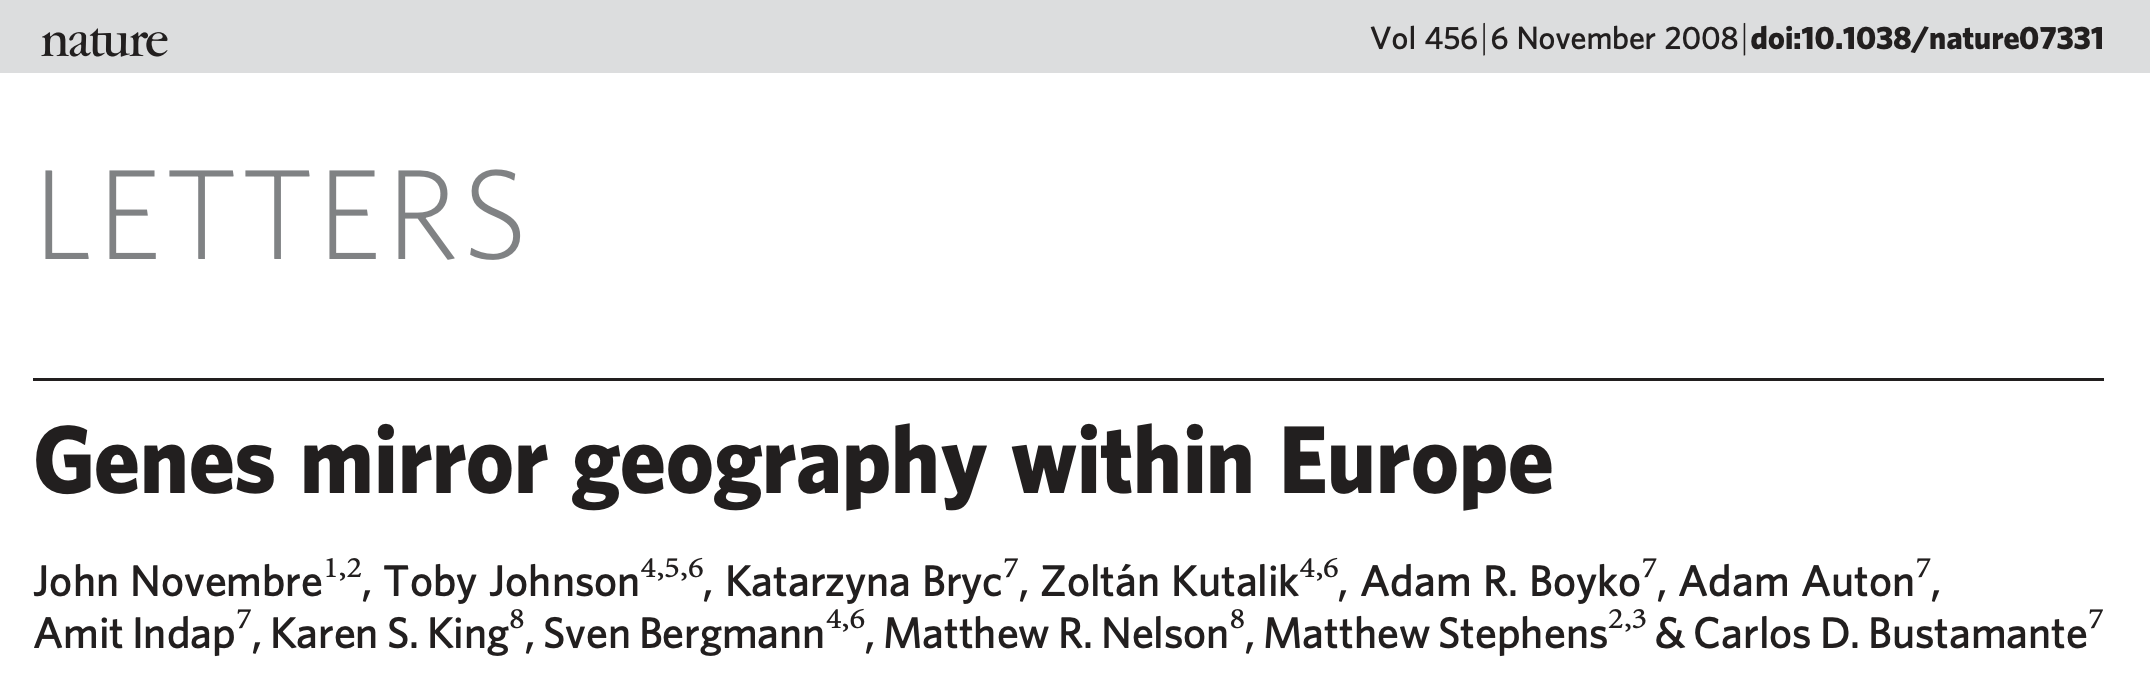 nature
Vol 456|6 November 2008|doi:10.1038/nature07331
LETTERS
Genes mirror geography within Europe
John Novembre1,2, Toby Johnson4,5,6, Katarzyna Bryc7, Zoltán Kutalik4,6, Adam R. Boyko7, Adam Auton7,
Amit Indap7, Karen S. King8, Sven Bergmann4,6, Matthew R. Nelson8, Matthew Stephens2,3 & Carlos D. Bustamante7